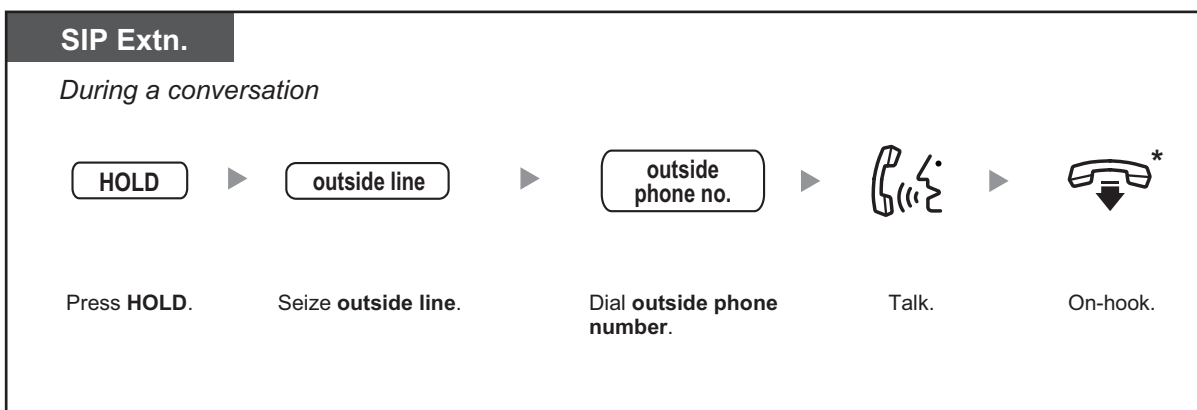 SIP Extn.
During a conversation
HOLD
outside line
outside
phone no.
*
Press HOLD.
Seize outside line.
Dial outside phone
number.
Talk.
On-hook.